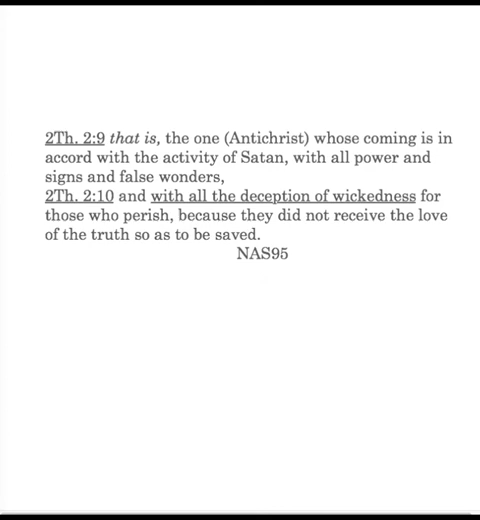 2Th. 2:9 that is, the one (Antichrist) whose coming is in
accord with the activity of Satan, with all power and
signs and false wonders,
2Th. 2:10 and with all the deception of wickedness for
those who perish, because they did not receive the love
of the truth so as to be saved.
NAS95